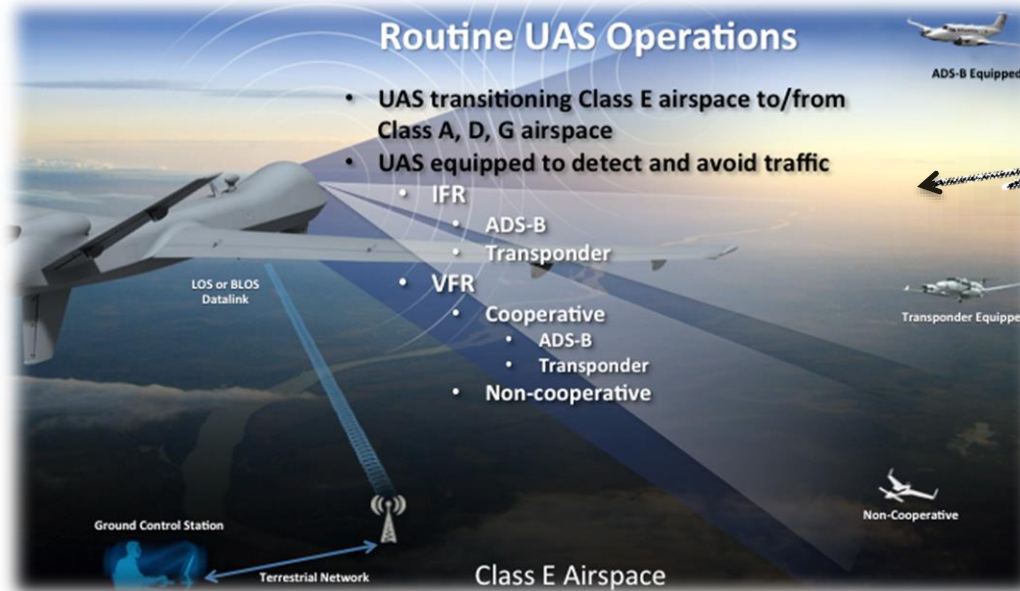 Routine UAS Operations
ADS-B Equipped
• UAS transitioning Class E airspace to/from
Class A, D, G airspace
• UAS equipped to detect and avoid traffic
• IFR
• ADS-B
• Transponder
LOS or BLOS
Datalink
• VFR
Transponder Equippe
• Cooperative
• ADS-B
• Transponder
• Non-cooperative
Non-Cooperative
Ground Control Station
Terrestrial Network
Class E Airspace